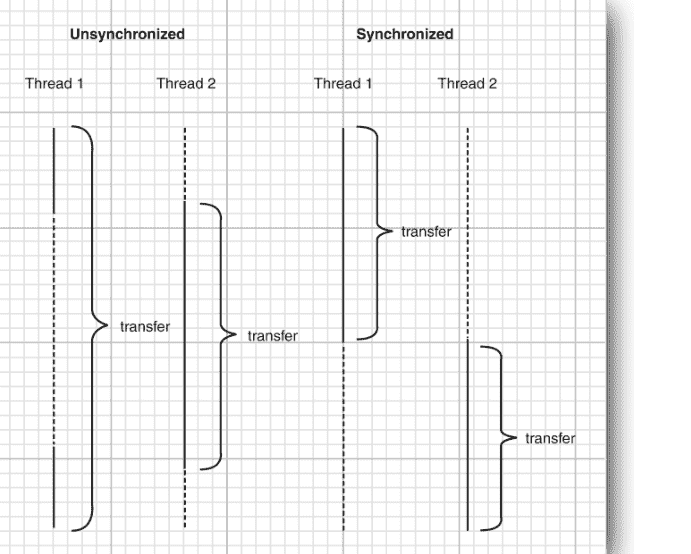 Unsynchronized
Synchronized
Thread 1
Thread 2
Thread 1
Thread 2
transfer
transfer
transfer
transfer